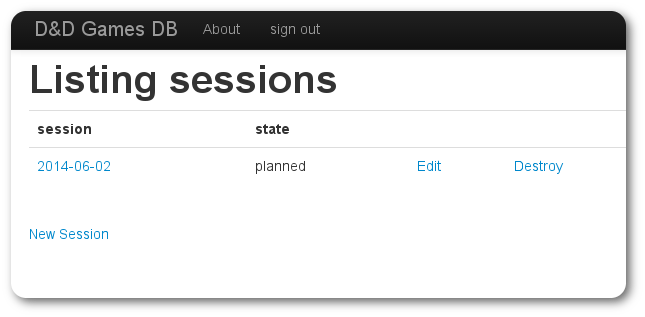 D&D Games DB About sign out
Listing sessions
session state
2014-06-02 planned Edit Destroy
New Session